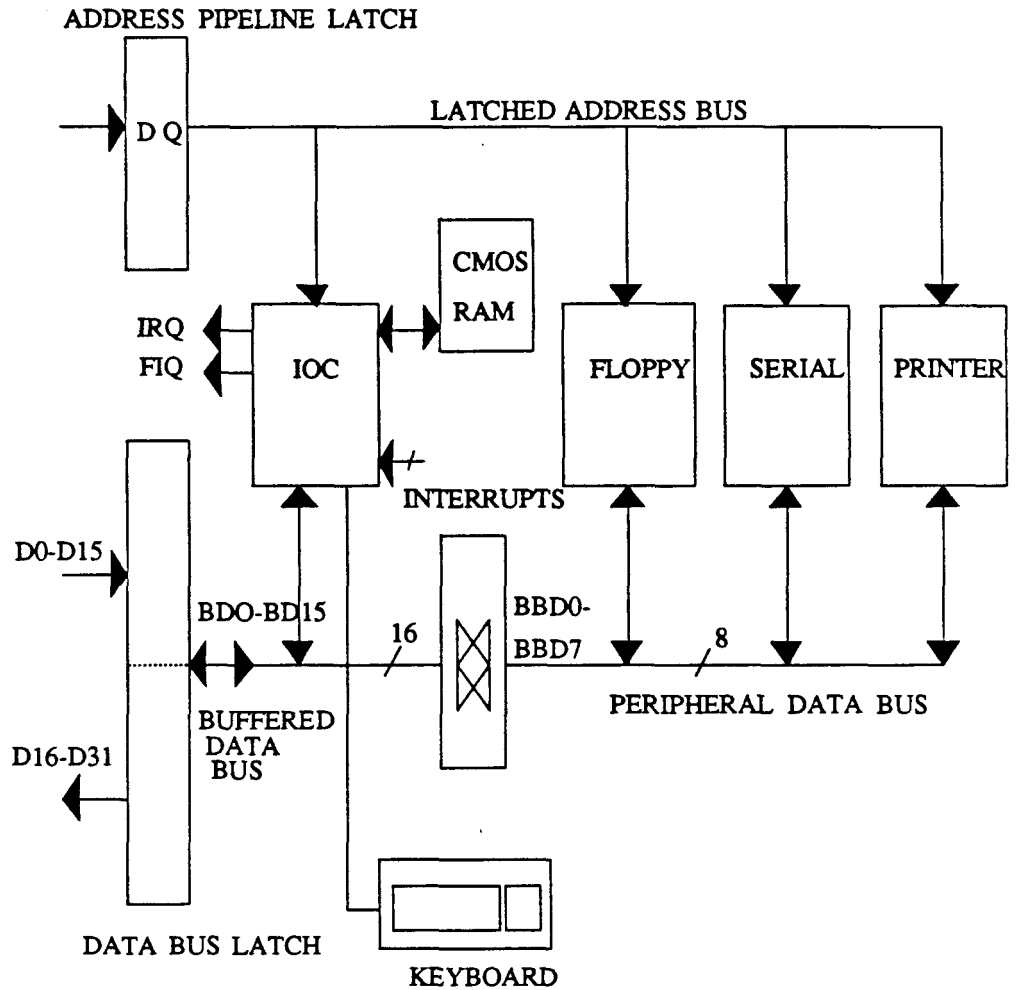 ADDRESS PIPELINE LATCH
D Q
LATCHED ADDRESS BUS
CMOS
RAM
IRQ
FIQ
IOC
FLOPPY
SERIAL
PRINTER
INTERRUPTS
D0-D15
BDO-BD15
16
BBD0-
BBD7
8
PERIPHERAL DATA BUS
BUFFERED
DATA
BUS
D16-D31
DATA BUS LATCH
KEYBOARD